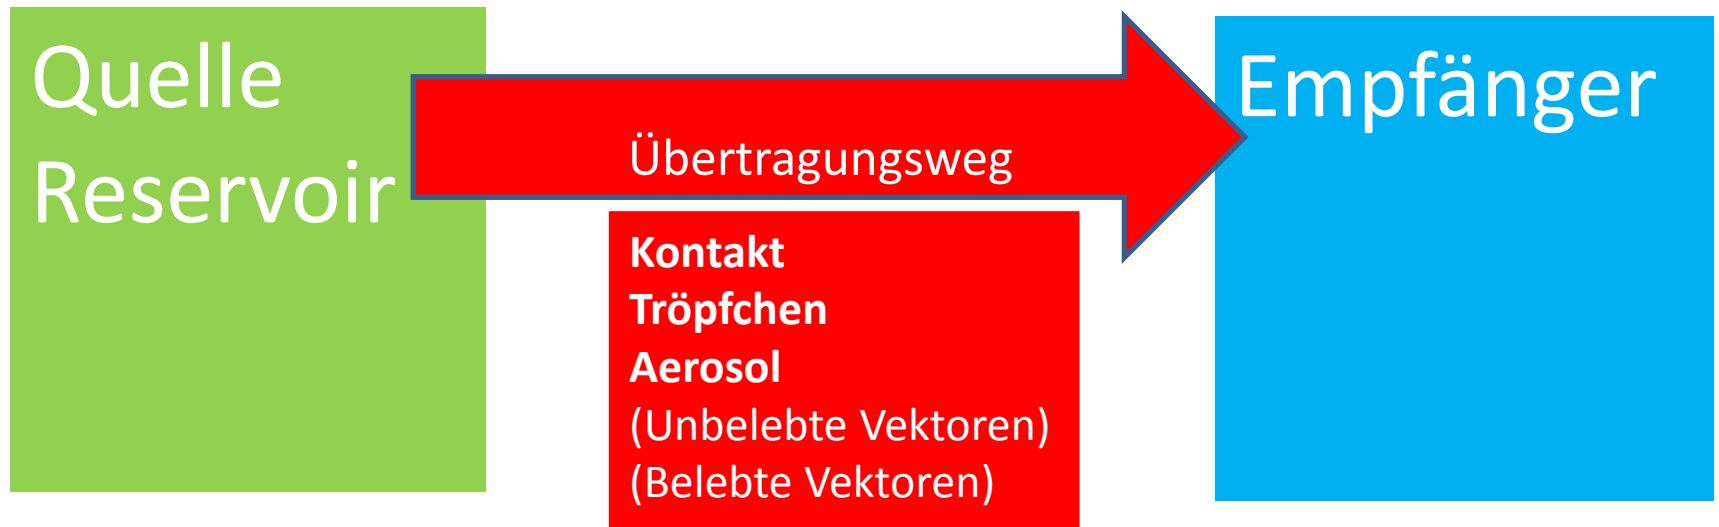 Quelle
Reservoir
Übertragungsweg
Kontakt
Tröpfchen
Aerosol
(Unbelebte Vektoren)
(Belebte Vektoren)
Empfänger